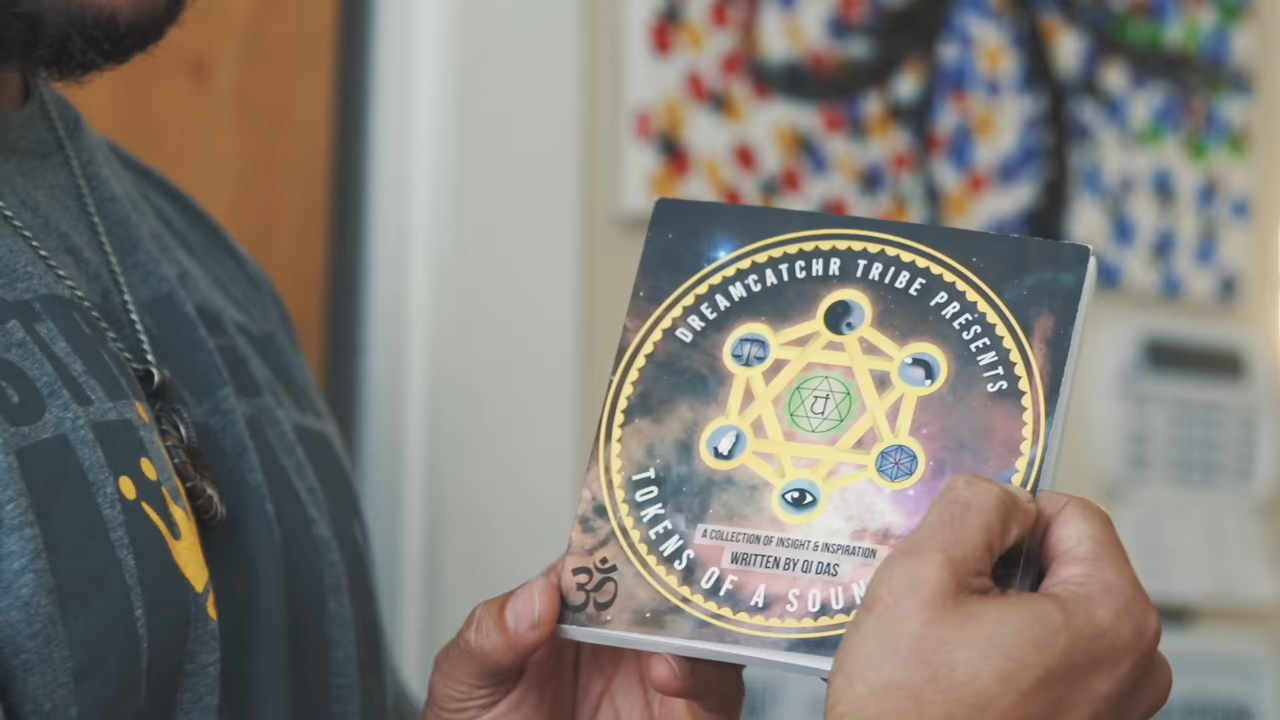 DREAMCATCHR TRIBE PRESENTS
A COLLECTION OF INSIGHT & INSPIRATION
WRITTEN BY QI DAS
TOKENS OF A SOUN
ॐ